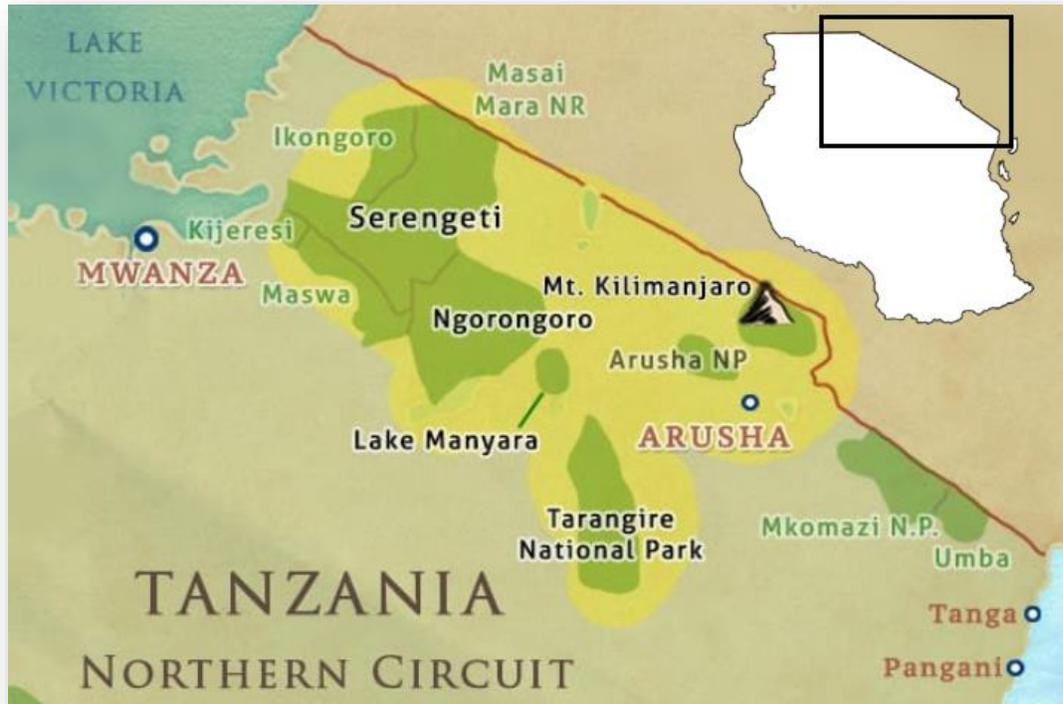 LAKE
VICTORIA
Masai
Mara NR
Ikongoro
Serengeti
Kijeresi
MWANZA
Maswa
Mt. Kilimanjaro
Ngorongoro
Arusha NP
Lake Manyara
ARUSHA
Tarangire
National Park
Mkomazi N.P.
Umba
TANZANIA
Tanga
NORTHERN CIRCUIT
Pangani